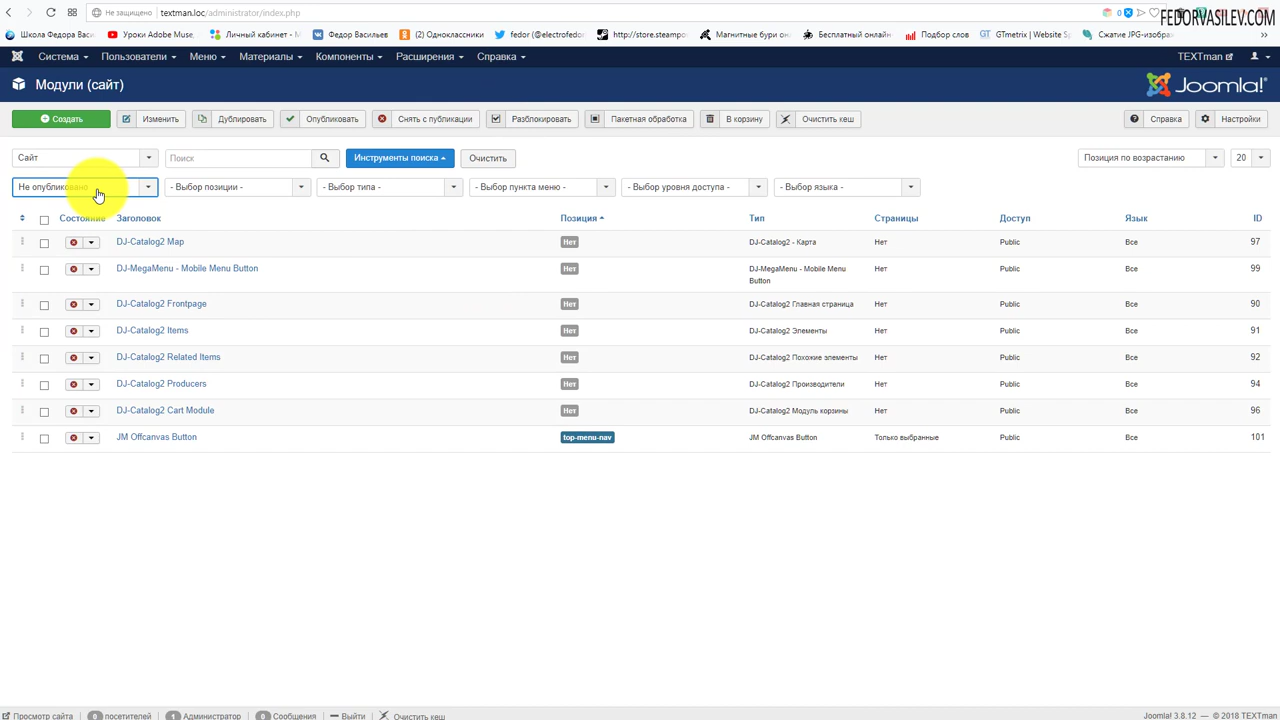 Не защищено textman.loc/administrator/index.php
FEDORVASILEV.COM
Школа Федора Васи Уроки Adobe Muse. Личный кабинет - М Федор Васильев (2) Одноклассники fedor (@electrofedo http://store.steampo Магнитные бури онл Бесплатный онлайн- Подбор слов GTmetrix | Website Sp Сжатие JPG-изобра »
Система Пользователи Меню Материалы Компоненты Расширения Справка TEXTman
Модули (сайт) Joomla!
Создать Изменить Дублировать Опубликовать Снять с публикации Разблокировать Пакетная обработка В корзину Очистить кеш Справка Настройки
Сайт Поиск Инструменты поиска Очистить Позиция по возрастанию 20
Не опубликовано - Выбор позиции - - Выбор типа - - Выбор пункта меню - - Выбор уровня доступа - - Выбор языка -
Состояние Заголовок Позиция Тип Страницы Доступ Язык ID
DJ-Catalog2 Map Нет DJ-Catalog2 - Карта Нет Public Все 97
DJ-MegaMenu - Mobile Menu Button Нет DJ-MegaMenu - Mobile Menu Нет Public Все 99
Button
DJ-Catalog2 Frontpage Нет DJ-Catalog2 Главная страница Нет Public Все 90
DJ-Catalog2 Items Нет DJ-Catalog2 Элементы Нет Public Все 91
DJ-Catalog2 Related Items Нет DJ-Catalog2 Похожие элементы Нет Public Все 92
DJ-Catalog2 Producers Нет DJ-Catalog2 Производители Нет Public Все 94
DJ-Catalog2 Cart Module Нет DJ-Catalog2 Модуль корзины Нет Public Все 96
JM Offcanvas Button top-menu-nav JM Offcanvas Button Только выбранные Public Все 101
Просмотр сайта 0 посетителей 1 Администратор 0 Сообщения Выйти Очистить кеш Joomla! 3.8.12 — © 2018 TEXTman